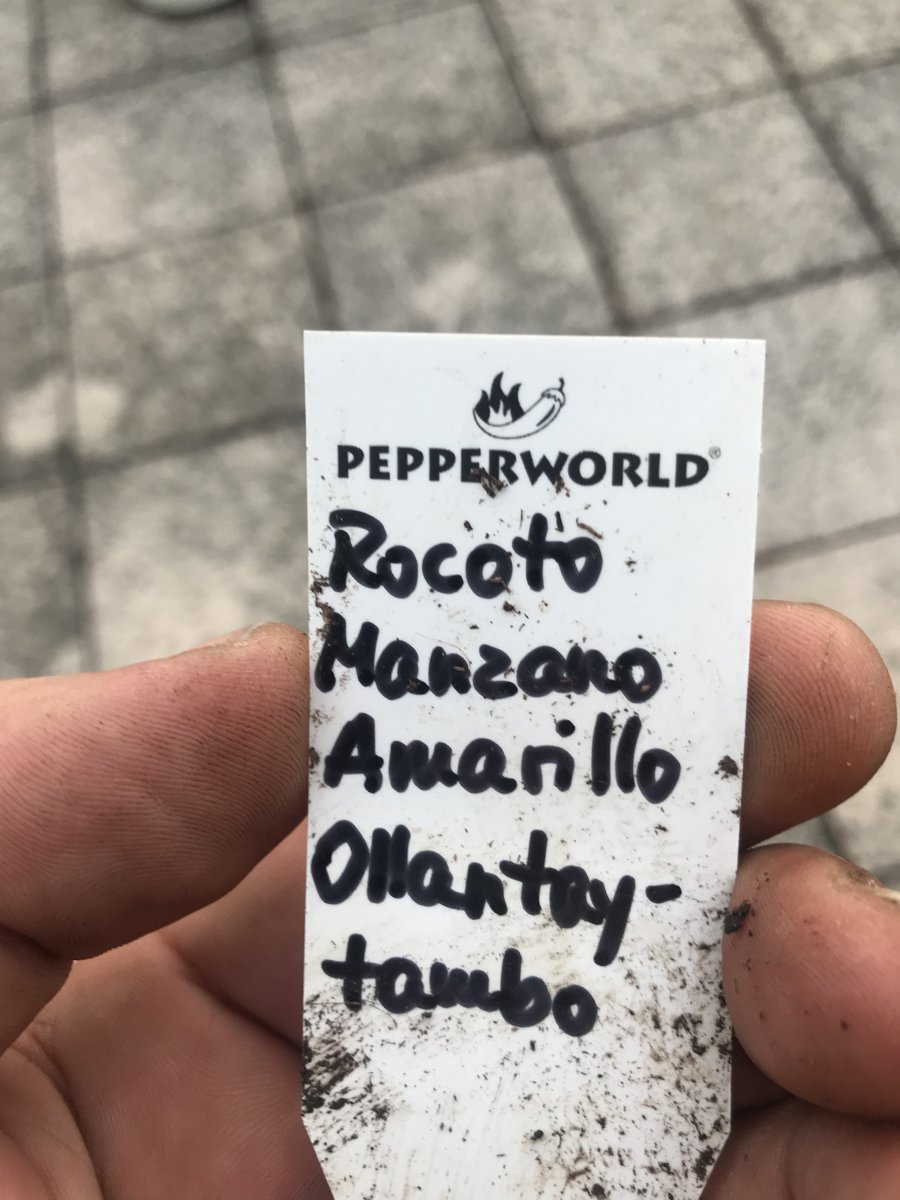 PEPPERWORLD®
Rocoto
Manzano
Amarillo
Ollantay-
tambo